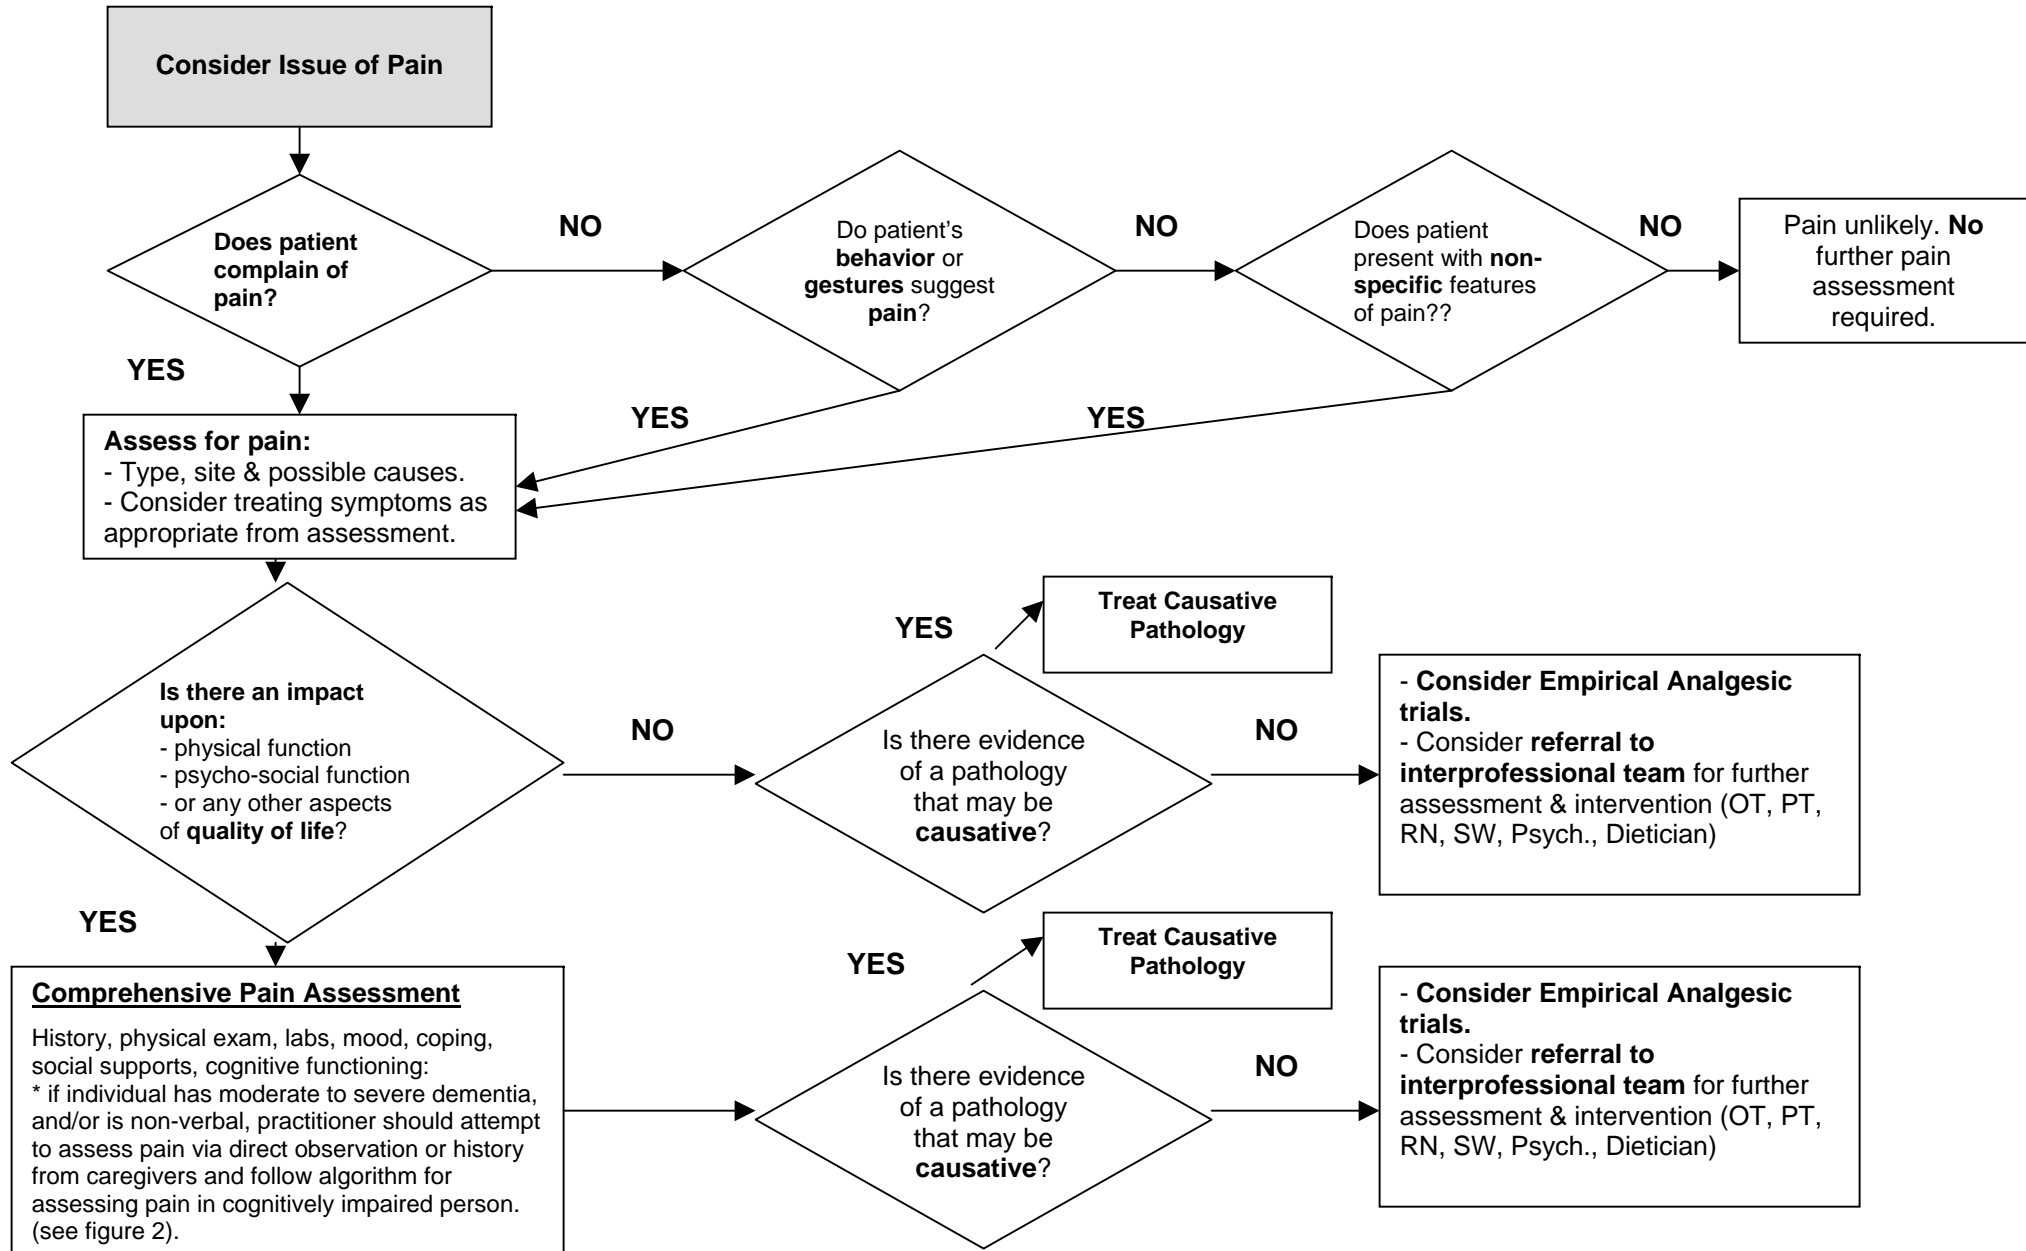 Consider Issue of Pain
Does patient
complain of
pain?
NO
Do patient’s
behavior or
gestures suggest
pain?
NO
Does patient
present with non-
specific features
of pain??
NO
Pain unlikely. No
further pain
assessment
required.
YES
YES
YES
Assess for pain:
- Type, site & possible causes.
- Consider treating symptoms as
appropriate from assessment.
Is there an impact
upon:
- physical function
- psycho-social function
- or any other aspects
of quality of life?
NO
Is there evidence
of a pathology
that may be
causative?
YES
Treat Causative
Pathology
NO
- Consider Empirical Analgesic
trials.
- Consider referral to
interprofessional team for further
assessment & intervention (OT, PT,
RN, SW, Psych., Dietician)
YES
Comprehensive Pain Assessment
History, physical exam, labs, mood, coping,
social supports, cognitive functioning:
* if individual has moderate to severe dementia,
and/or is non-verbal, practitioner should attempt
to assess pain via direct observation or history
from caregivers and follow algorithm for
assessing pain in cognitively impaired person.
(see figure 2).
Is there evidence
of a pathology
that may be
causative?
YES
Treat Causative
Pathology
NO
- Consider Empirical Analgesic
trials.
- Consider referral to
interprofessional team for further
assessment & intervention (OT, PT,
RN, SW, Psych., Dietician)